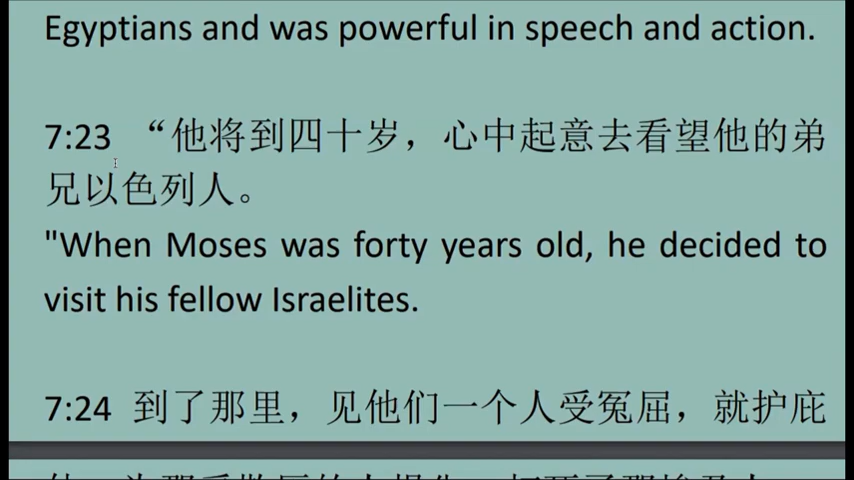 Egyptians and was powerful in speech and action.
7:23 “他将到四十岁，心中起意去看望他的弟
兄以色列人。
"When Moses was forty years old, he decided to
visit his fellow Israelites.
7:24 到了那里，见他们一个人受冤屈，就护庇